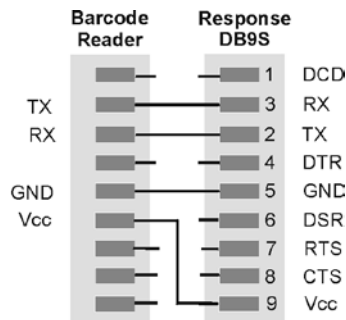 Barcode Reader Response DB9S
1 DCD
TX 3 RX
RX 2 TX
4 DTR
GND 5 GND
Vcc 6 DSR
7 RTS
8 CTS
9 Vcc